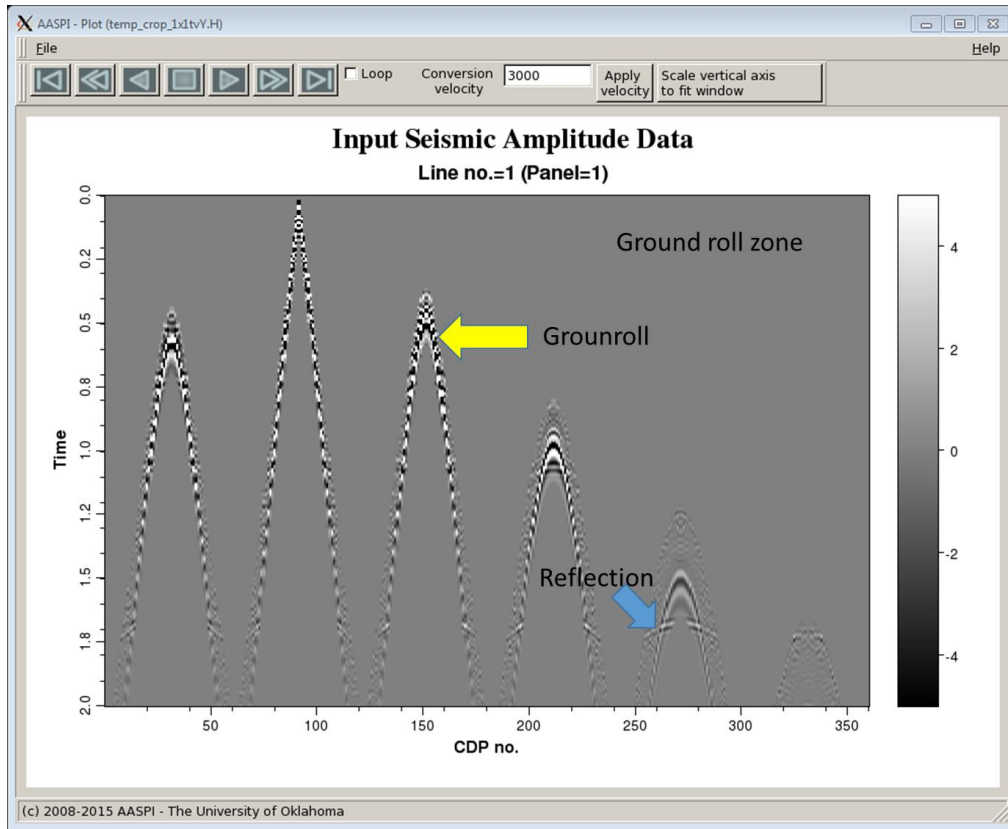 AASPI - Plot (temp_crop_1x1tvY.H)
File Help
Loop
Conversion
velocity
3000
Apply
velocity
Scale vertical axis
to fit window
Input Seismic Amplitude Data
Line no.=1 (Panel=1)
Ground roll zone
Grounroll
Reflection
Time
0.0
0.2
0.5
0.8
1.0
1.2
1.5
1.8
2.0
50 100 150 200 250 300 350
CDP no.
4
2
0
-2
-4
(c) 2008-2015 AASPI - The University of Oklahoma